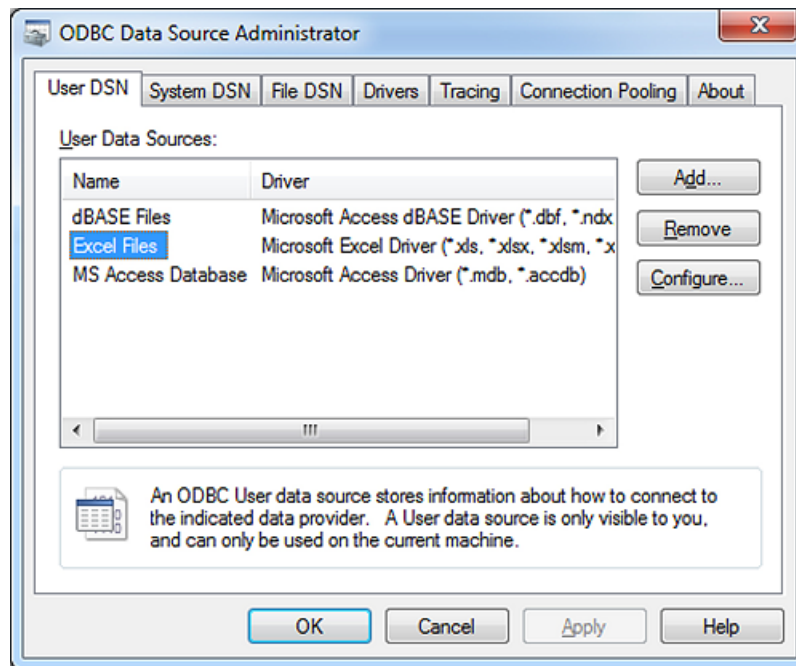 ODBC Data Source Administrator
User DSN System DSN File DSN Drivers Tracing Connection Pooling About
User Data Sources:
Name Driver
dBASE Files Microsoft Access dBASE Driver (*.dbf, *.ndx
Excel Files Microsoft Excel Driver (*.xls, *.xlsx, *.xlsm, *.x
MS Access Database Microsoft Access Driver (*.mdb, *.accdb)
Add...
Remove
Configure...
An ODBC User data source stores information about how to connect to
the indicated data provider. A User data source is only visible to you,
and can only be used on the current machine.
OK Cancel Apply Help